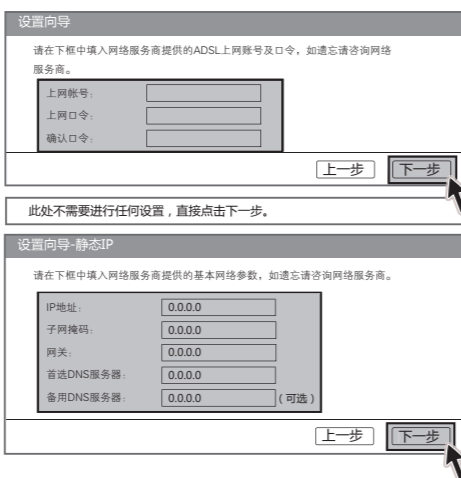 设置向导
请在下框中填入网络服务商提供的ADSL上网账号及口令，如遗忘请咨询网络
服务商。
上网帐号：
上网口令：
确认口令：
上一步 下一步
此处不需要进行任何设置，直接点击下一步。
设置向导-静态IP
请在下框中填入网络服务商提供的基本网络参数，如遗忘请咨询网络服务商。
IP地址： 0.0.0.0
子网掩码： 0.0.0.0
网关： 0.0.0.0
首选DNS服务器： 0.0.0.0
备用DNS服务器： 0.0.0.0 （可选）
上一步 下一步